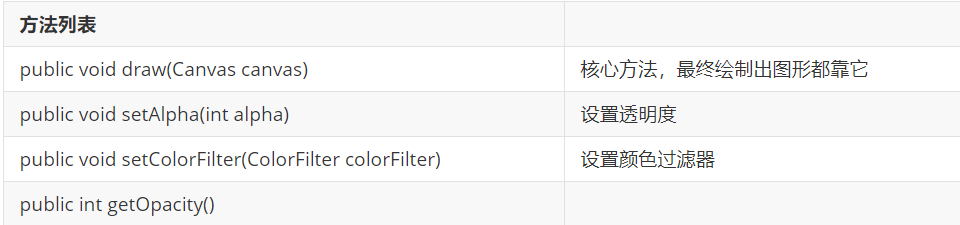 方法列表
public void draw(Canvas canvas) 核心方法，最终绘制出图形都靠它
public void setAlpha(int alpha) 设置透明度
public void setColorFilter(ColorFilter colorFilter) 设置颜色过滤器
public int getOpacity()